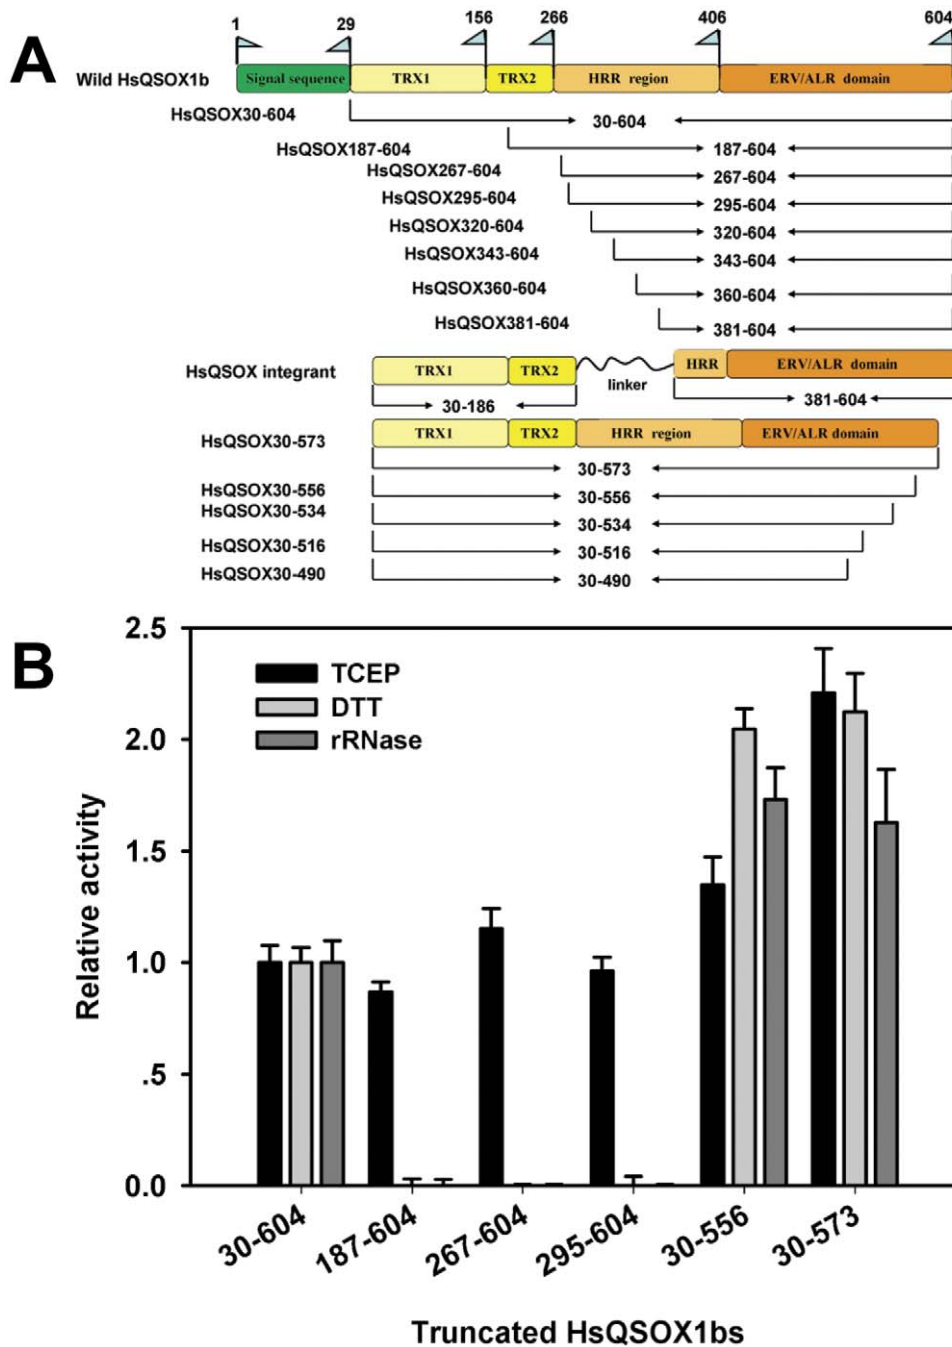 A
1 29 156 266 406 604
Wild HsQSOX1b Signal sequence TRX1 TRX2 HRR region ERV/ALR domain
HsQSOX30-604 30-604
HsQSOX187-604 187-604
HsQSOX267-604 267-604
HsQSOX295-604 295-604
HsQSOX320-604 320-604
HsQSOX343-604 343-604
HsQSOX360-604 360-604
HsQSOX381-604 381-604
HsQSOX integrant TRX1 TRX2 linker HRR ERV/ALR domain
30-186 381-604
HsQSOX30-573 TRX1 TRX2 HRR region ERV/ALR domain
30-573
HsQSOX30-556 30-556
HsQSOX30-534 30-534
HsQSOX30-516 30-516
HsQSOX30-490 30-490
B
2.5
2.0
1.5
1.0
.5
0.0
Relative activity
TCEP
DTT
rRNase
30-604 187-604 267-604 295-604 30-556 30-573
Truncated HsQSOX1bs